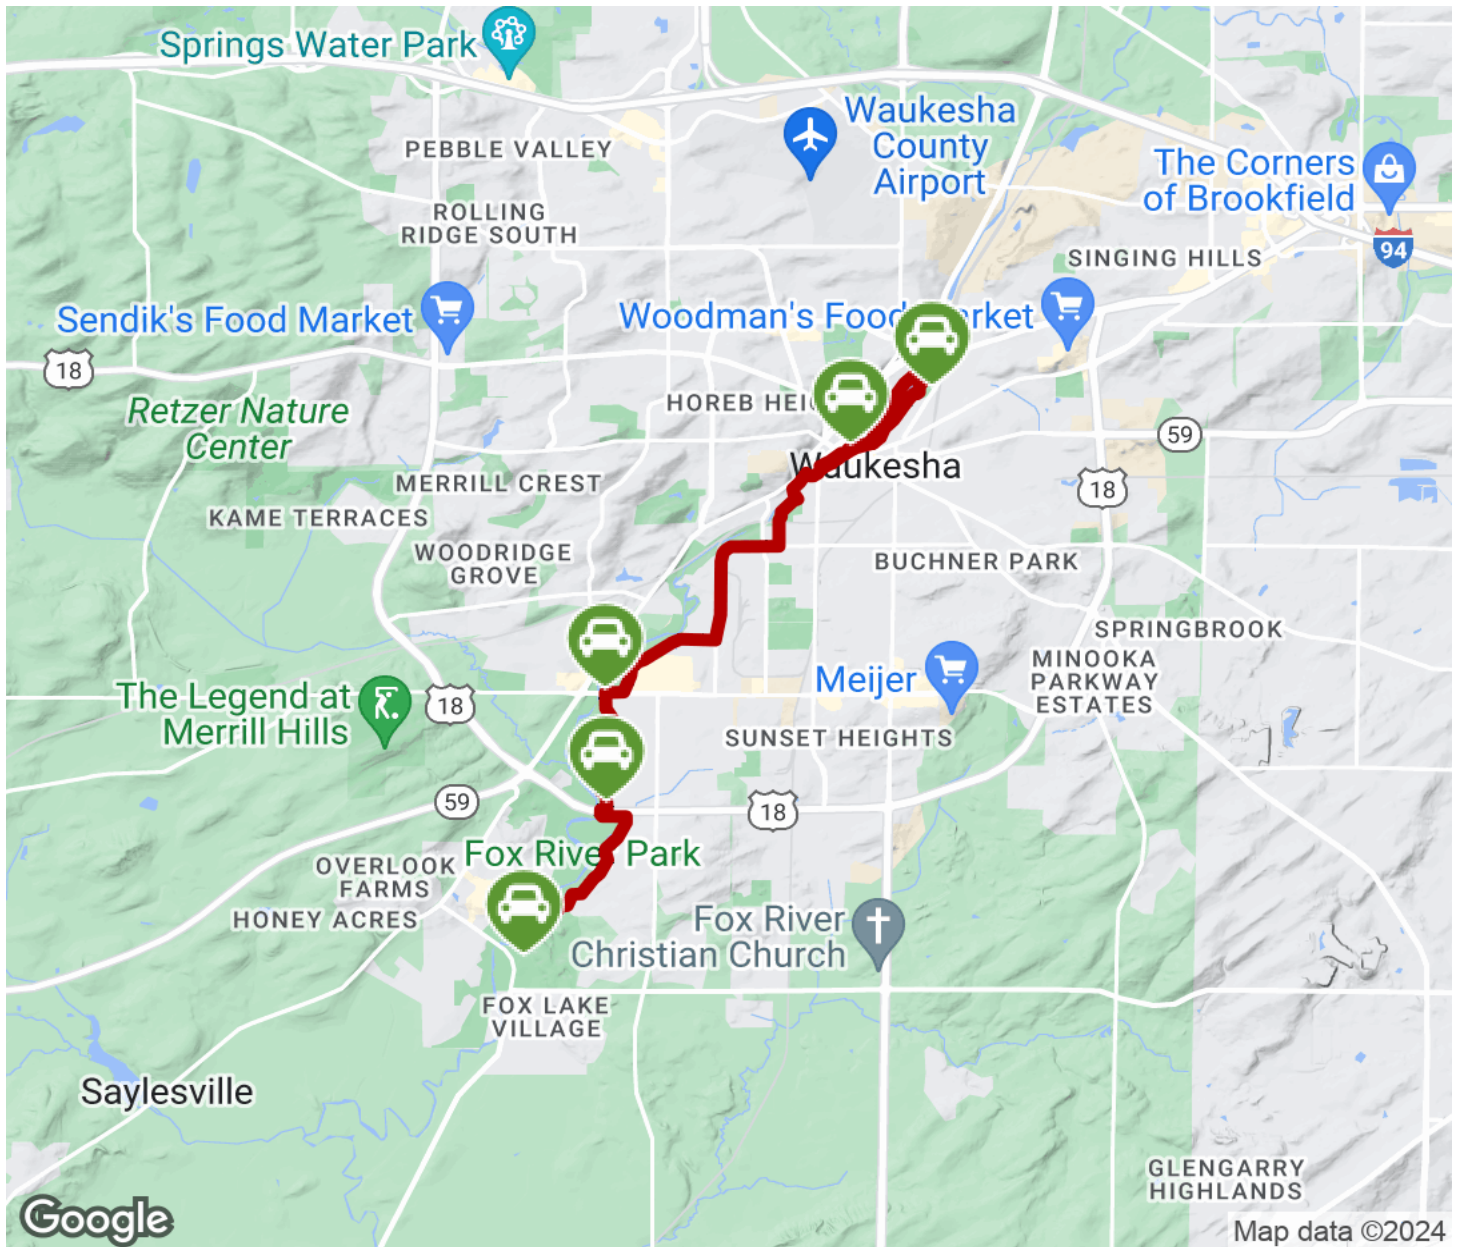 Springs Water Park
Waukesha
County
Airport
PEBBLE VALLEY
The Corners
of Brookfield
ROLLING
RIDGE SOUTH
94
SINGING HILLS
Sendik's Food Market
Woodman's Food
rket
18
Retzer Nature
Center
HOREB HEI
59
Waukesha
MERRILL CREST
18
KAME TERRACES
WOODRIDGE
GROVE
BUCHNER PARK
SPRINGBROOK
MINOOKA
PARKWAY
ESTATES
Meijer
The Legend at
Merrill Hills
18
SUNSET HEIGHTS
59
18
Fox River Park
OVERLOOK
FARMS
HONEY ACRES
Fox River
Christian Church
FOX LAKE
VILLAGE
Saylesville
GLENGARRY
HIGHLANDS
Google
Map data ©2024